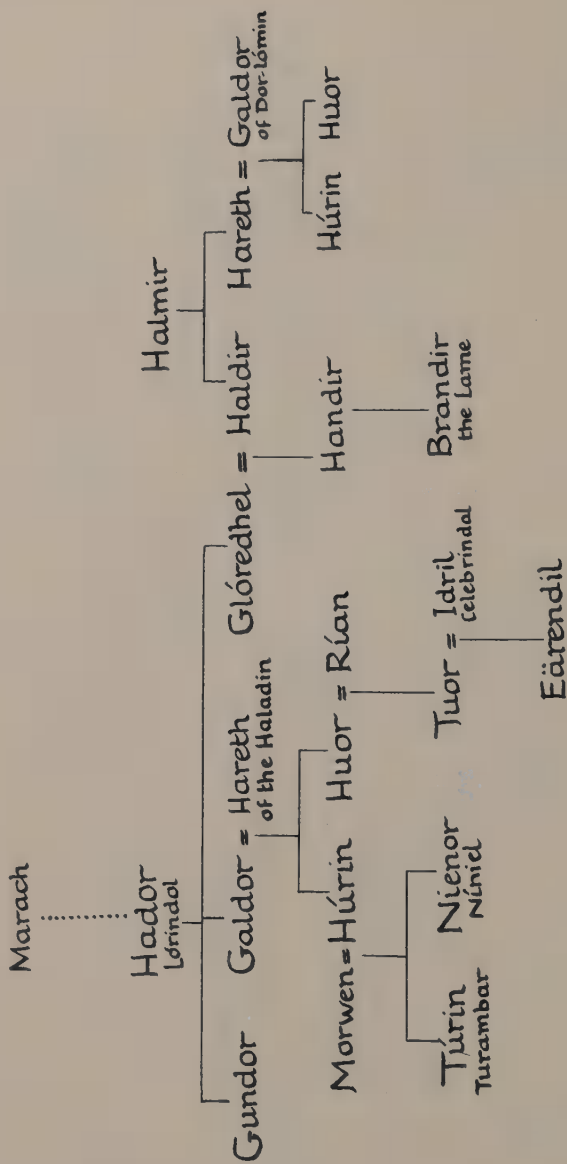 Marach
Hador
Lórindol
Halmir
Gundor Galdor = Hareth Glóredhel = Haldir Hareth = Galdor
of the Haladin of Dor-lómin
Morwen = Húrin Huor = Rían Handir Húrin Huor
Túrin Nienor Tuor = Idril Brandir
Turambar Níniel Celebrindal the Lame
Eärendil